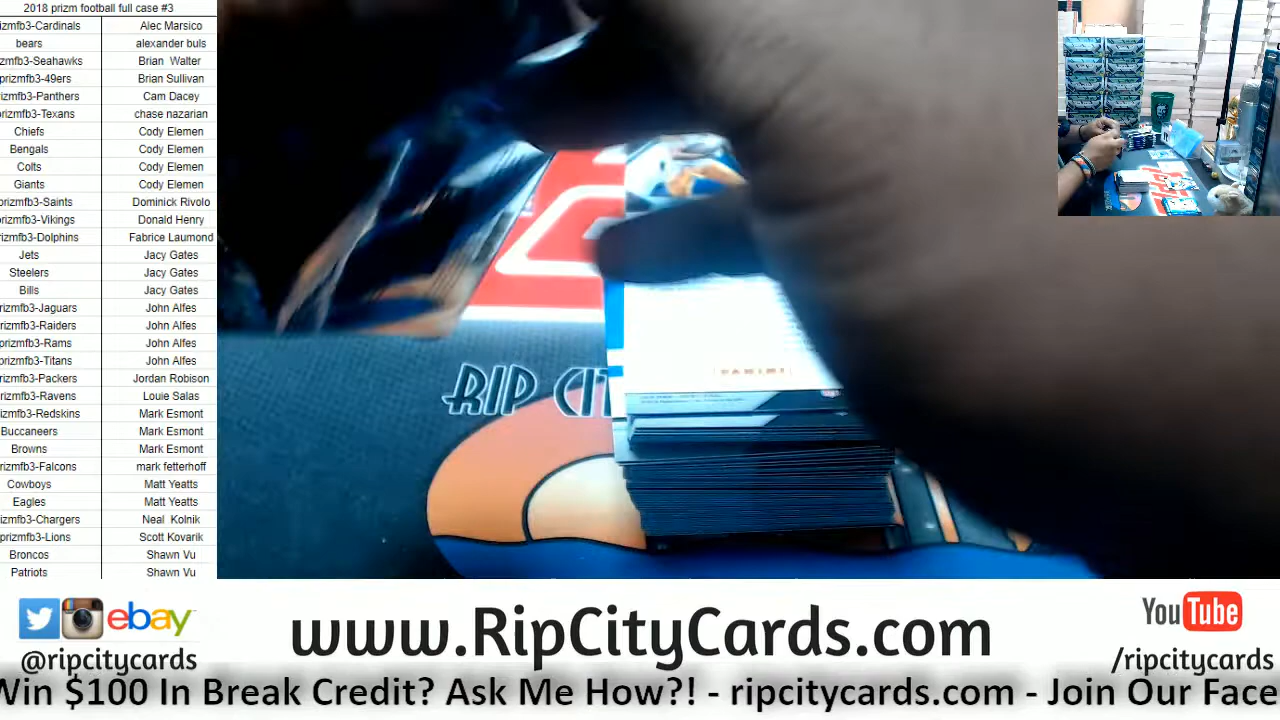 2018 prizm football full case #3
izmfb3-Cardinals Alec Marsico
bears alexander buls
zmfb3-Seahawks Brian Walter
prizmfb3-49ers Brian Sullivan
izmfb3-Panthers Cam Dacey
rizmfb3-Texans chase nazarian
Chiefs Cody Elemen
Bengals Cody Elemen
Colts Cody Elemen
Giants Cody Elemen
prizmfb3-Saints Dominick Rivolo
rizmfb3-Vikings Donald Henry
izmfb3-Dolphins Fabrice Laumond
Jets Jacy Gates
Steelers Jacy Gates
Bills Jacy Gates
rizmfb3-Jaguars John Alfes
rizmfb3-Raiders John Alfes
prizmfb3-Rams John Alfes
prizmfb3-Titans John Alfes
izmfb3-Packers Jordan Robison
rizmfb3-Ravens Louie Salas
izmfb3-Redskins Mark Esmont
Buccaneers Mark Esmont
Browns Mark Esmont
izmfb3-Falcons mark fetterhoff
Cowboys Matt Yeatts
Eagles Matt Yeatts
izmfb3-Chargers Neal Kolnik
prizmfb3-Lions Scott Kovarik
Broncos Shawn Vu
Patriots Shawn Vu
PANINI
RIP CIT
ebay
@ripcitycards
www.RipCityCards.com
YouTube
/ripcitycards
Win $100 In Break Credit? Ask Me How?! - ripcitycards.com - Join Our Face